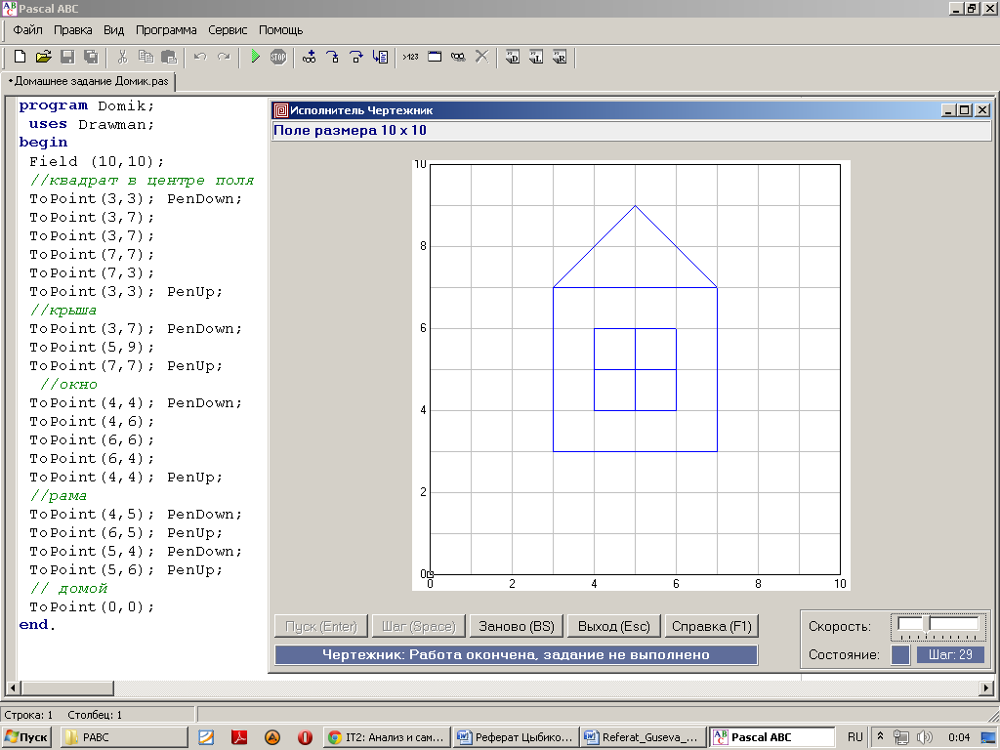 Pascal ABC
Файл Правка Вид Программа Сервис Помощь
STOP >123 D L R
•Домашнее задание Домик.pas
program Domik;
uses Drawman;
begin
Field (10,10);
//квадрат в центре поля
ToPoint(3,3); PenDown;
ToPoint(3,7);
ToPoint(3,7);
ToPoint(7,7);
ToPoint(7,3);
ToPoint(3,3); PenUp;
//крыша
ToPoint(3,7); PenDown;
ToPoint(5,9);
ToPoint(7,7); PenUp;
//окно
ToPoint(4,4); PenDown;
ToPoint(4,6);
ToPoint(6,6);
ToPoint(6,4);
ToPoint(4,4); PenUp;
//рама
ToPoint(4,5); PenDown;
ToPoint(6,5); PenUp;
ToPoint(5,4); PenDown;
ToPoint(5,6); PenUp;
// домой
ToPoint(0,0);
end.
Исполнитель Чертежник
Поле размера 10 x 10
10
8
6
4
2
0
0 2 4 6 8 10
Пуск (Enter) Шаг (Space) Заново (BS) Выход (Esc) Справка (F1)
Чертежник: Работа окончена, задание не выполнено
Скорость:
Состояние: Шаг: 29
Строка: 1 Столбец: 1
Пуск PABC IT2: Анализ и сам... Реферат Цыбико... Referat_Guseva_... Pascal ABC RU 0:04